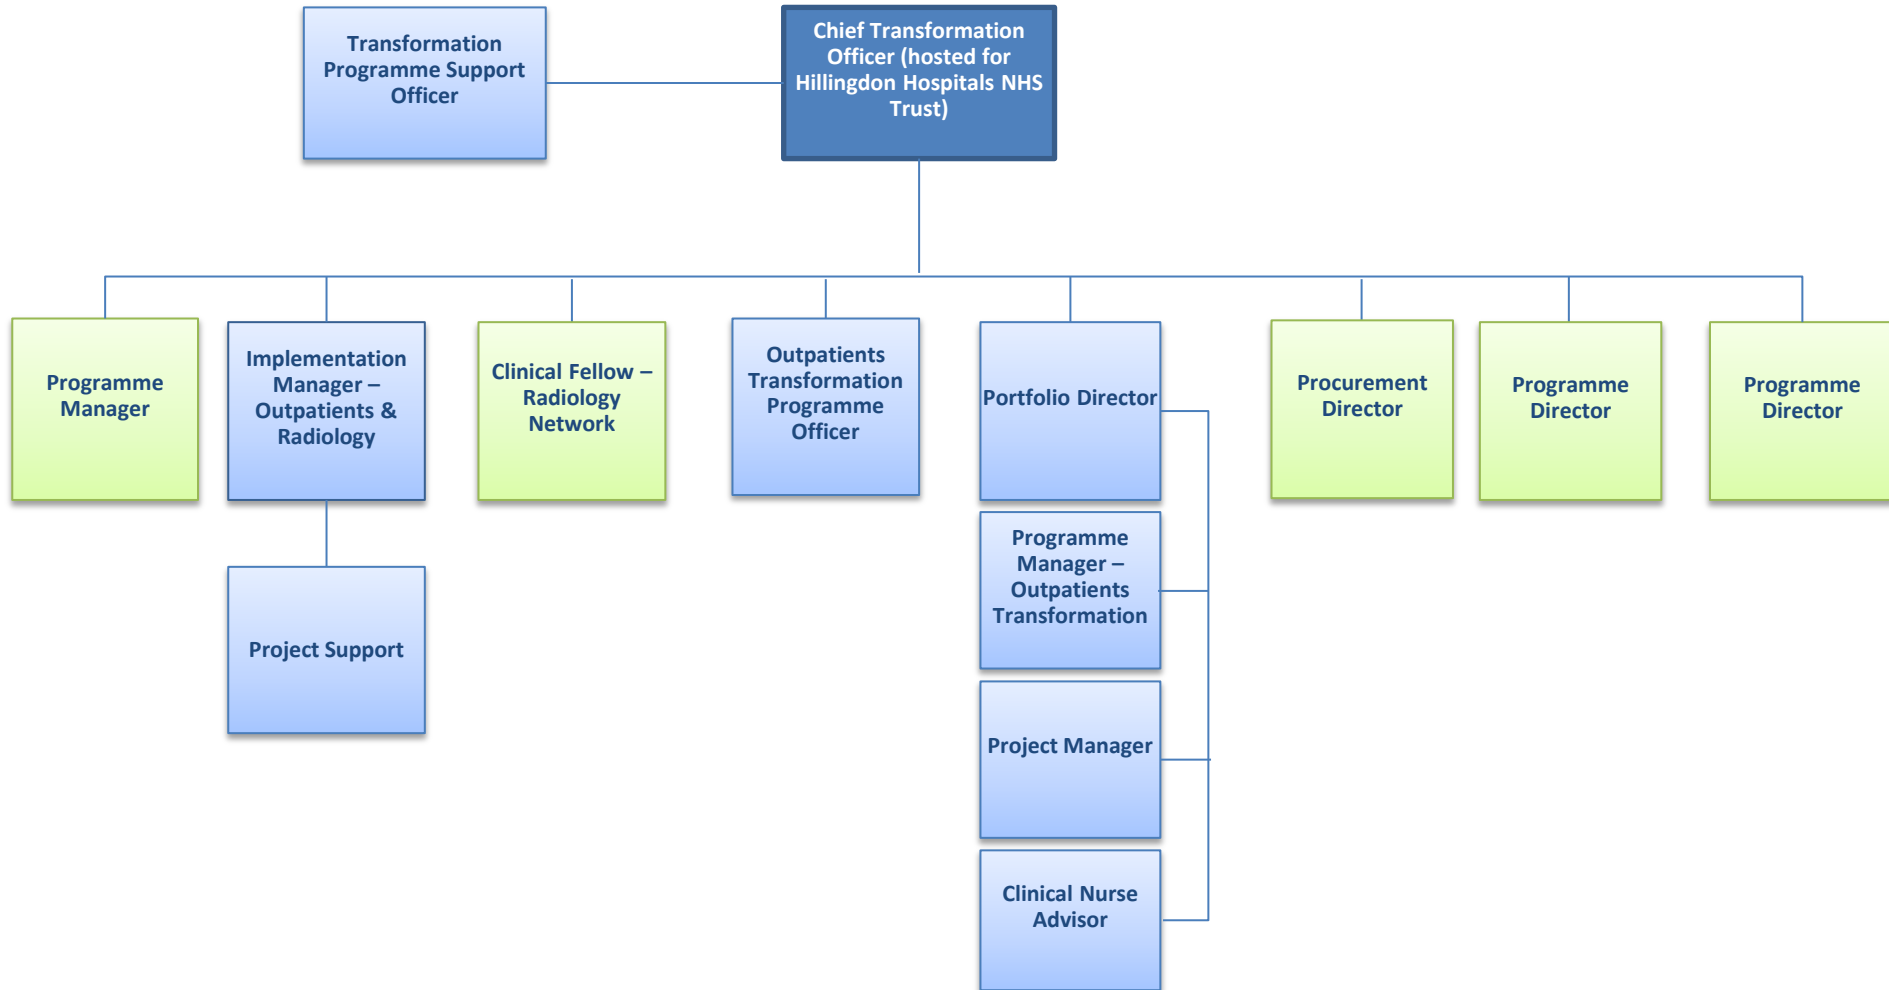 Transformation
Programme Support
Officer
Chief Transformation
Officer (hosted for
Hillingdon Hospitals NHS
Trust)
Programme
Manager
Implementation
Manager –
Outpatients &
Radiology
Clinical Fellow –
Radiology
Network
Outpatients
Transformation
Programme
Officer
Portfolio Director
Procurement
Director
Programme
Director
Programme
Director
Project Support
Programme
Manager –
Outpatients
Transformation
Project Manager
Clinical Nurse
Advisor